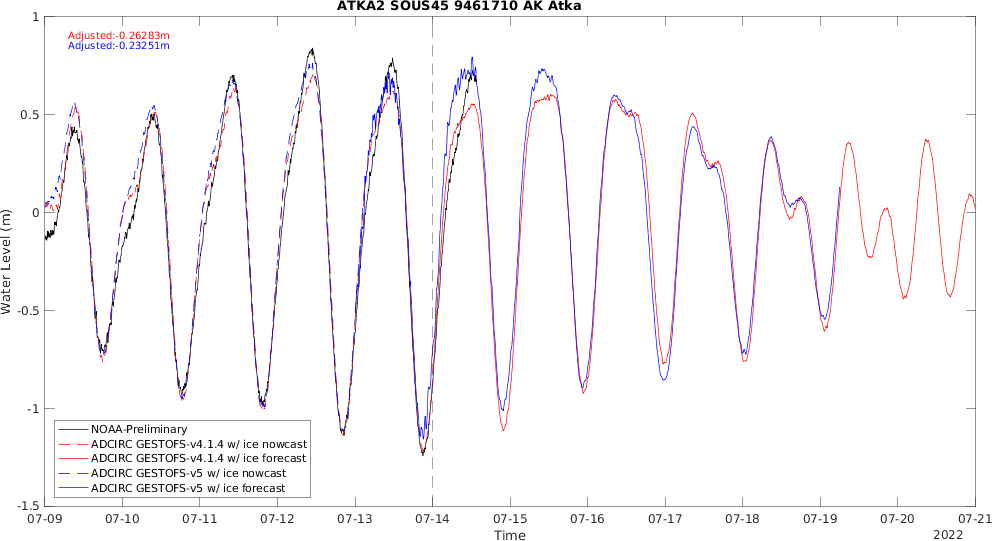 ATKA2 SOUS45 9461710 AK Atka
Adjusted:-0.26283m
Adjusted:-0.23251m
1
0.5
0
-0.5
-1
-1.5
Water Level (m)
NOAA-Preliminary
ADCIRC GESTOFS-v4.1.4 w/ ice nowcast
ADCIRC GESTOFS-v4.1.4 w/ ice forecast
ADCIRC GESTOFS-v5 w/ ice nowcast
ADCIRC GESTOFS-v5 w/ ice forecast
07-09 07-10 07-11 07-12 07-13 07-14 07-15 07-16 07-17 07-18 07-19 07-20 07-21
Time
2022